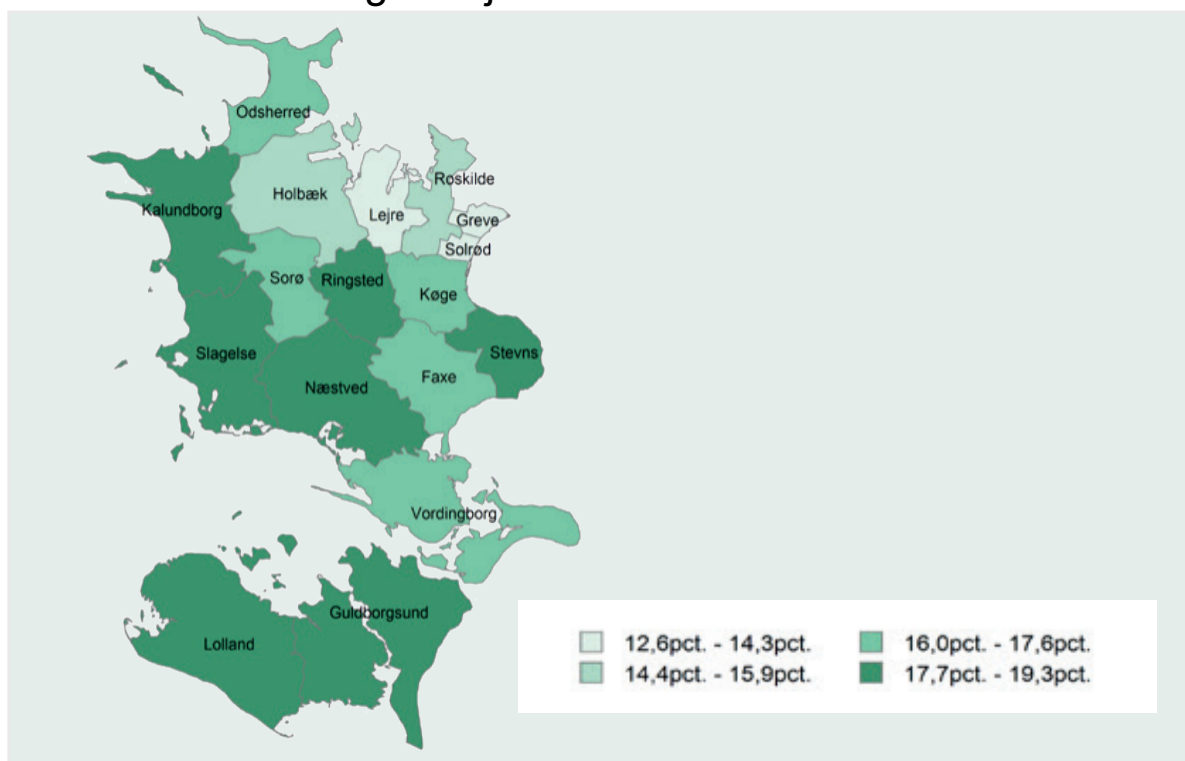 Odsherred
Roskilde
Holbæk
Kalundborg
Lejre
Greve
Solrød
Sorø
Ringsted
Køge
Slagelse
Stevns
Faxe
Næstved
Vordingborg
Guldborgsund
Lolland
12,6pct. - 14,3pct.
14,4pct. - 15,9pct.
16,0pct. - 17,6pct.
17,7pct. - 19,3pct.